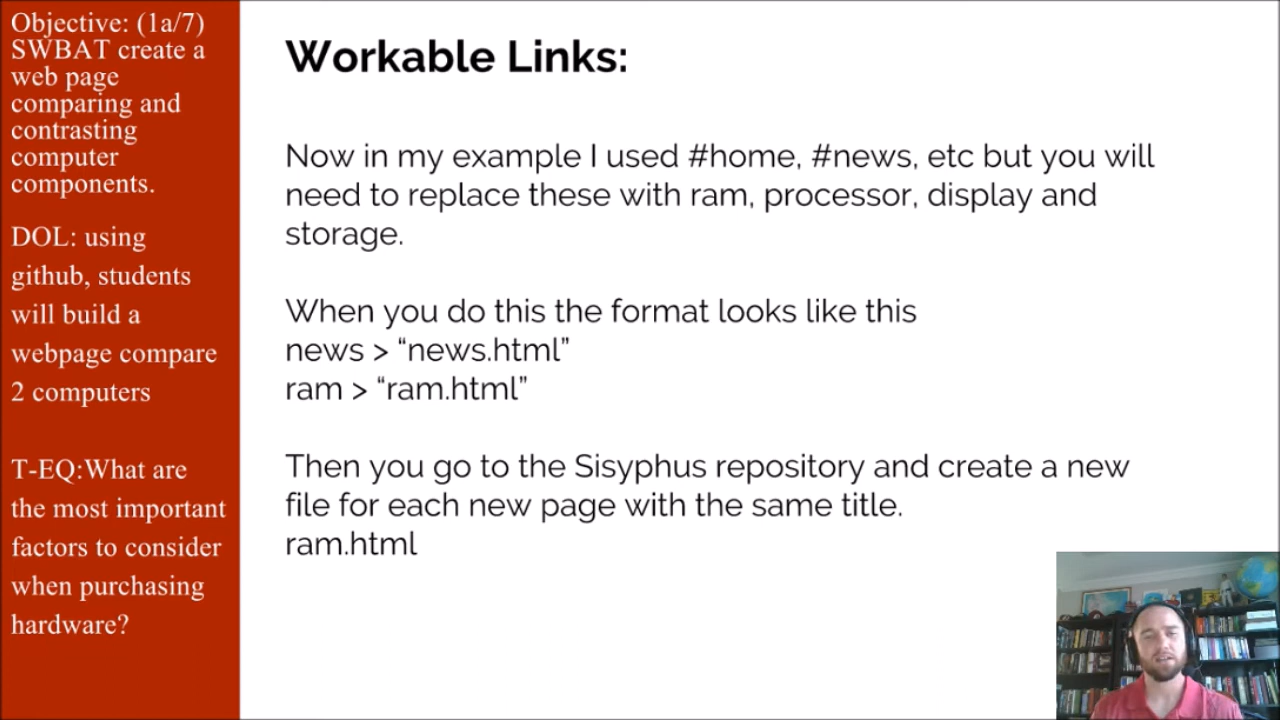 Objective: (1a/7)
SWBAT create a
web page
comparing and
contrasting
computer
components.
DOL: using
github, students
will build a
webpage compare
2 computers
T-EQ:What are
the most important
factors to consider
when purchasing
hardware?
Workable Links:
Now in my example I used #home, #news, etc but you will
need to replace these with ram, processor, display and
storage.
When you do this the format looks like this
news > “news.html”
ram > “ram.html”
Then you go to the Sisyphus repository and create a new
file for each new page with the same title.
ram.html